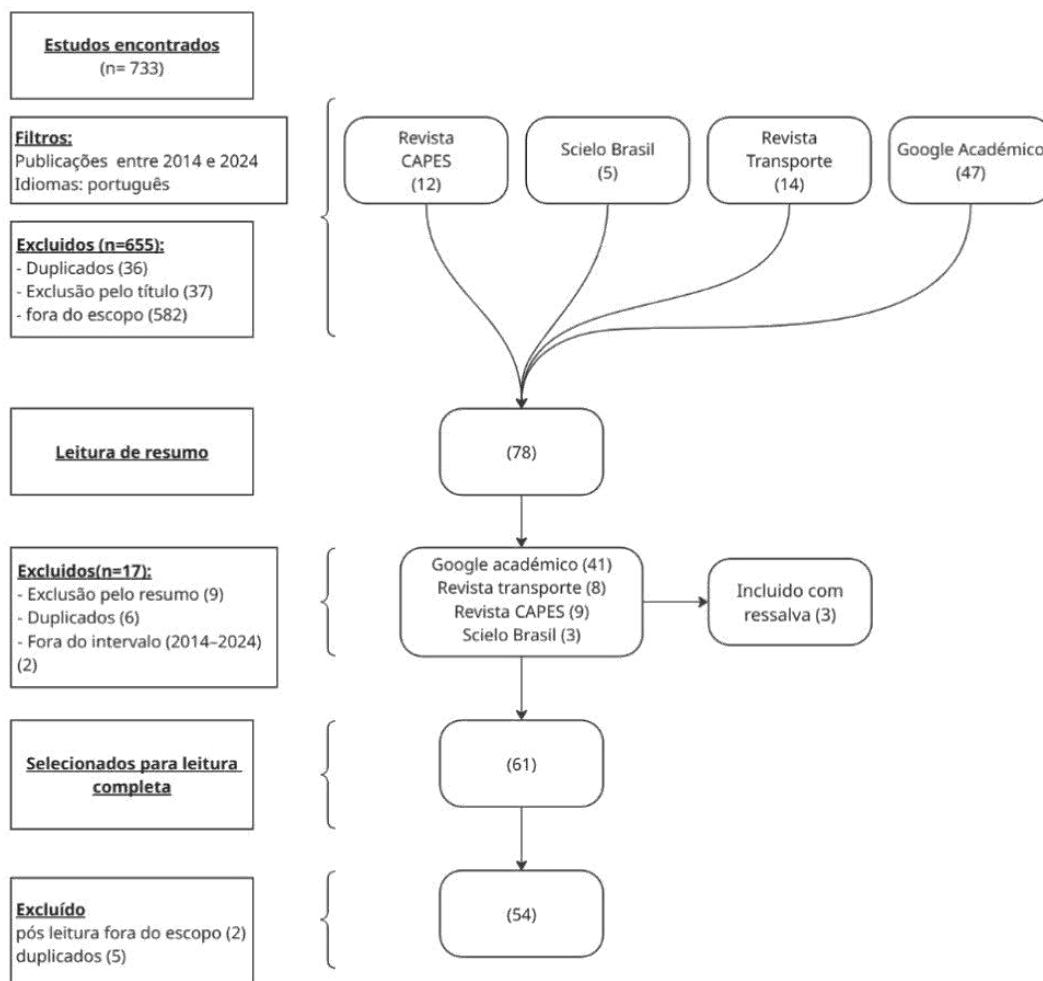 Estudos encontrados
(n= 733)
Filtros:
Publicações entre 2014 e 2024
Idiomas: português
Excluidos (n=655):
- Duplicados (36)
- Exclusão pelo título (37)
- fora do escopo (582)
Revista
CAPES
(12)
Scielo Brasil
(5)
Revista
Transporte
(14)
Google Académico
(47)
Leitura de resumo
(78)
Excluidos(n=17):
- Exclusão pelo resumo (9)
- Duplicados (6)
- Fora do intervalo (2014–2024)
(2)
Google académico (41)
Revista transporte (8)
Revista CAPES (9)
Scielo Brasil (3)
Incluido com
ressalva (3)
Selecionados para leitura
completa
(61)
Excluído
pós leitura fora do escopo (2)
duplicados (5)
(54)